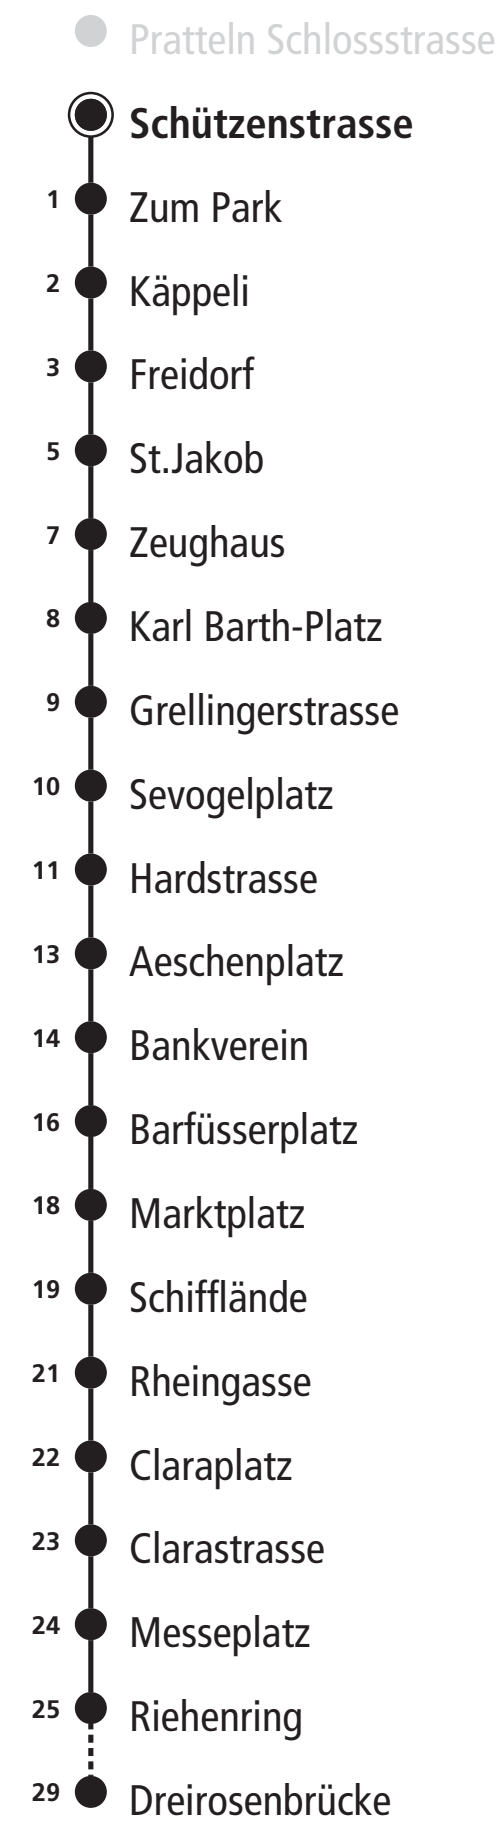 Pratteln Schlossstrasse
Schützenstrasse
1 Zum Park
2 Käppeli
3 Freidorf
5 St.Jakob
7 Zeughaus
8 Karl Barth-Platz
9 Grellingerstrasse
10 Sevogelplatz
11 Hardstrasse
13 Aeschenplatz
14 Bankverein
16 Barfüsserplatz
18 Marktplatz
19 Schifflände
21 Rheingasse
22 Claraplatz
23 Clarastrasse
24 Messeplatz
25 Riehenring
29 Dreirosenbrücke